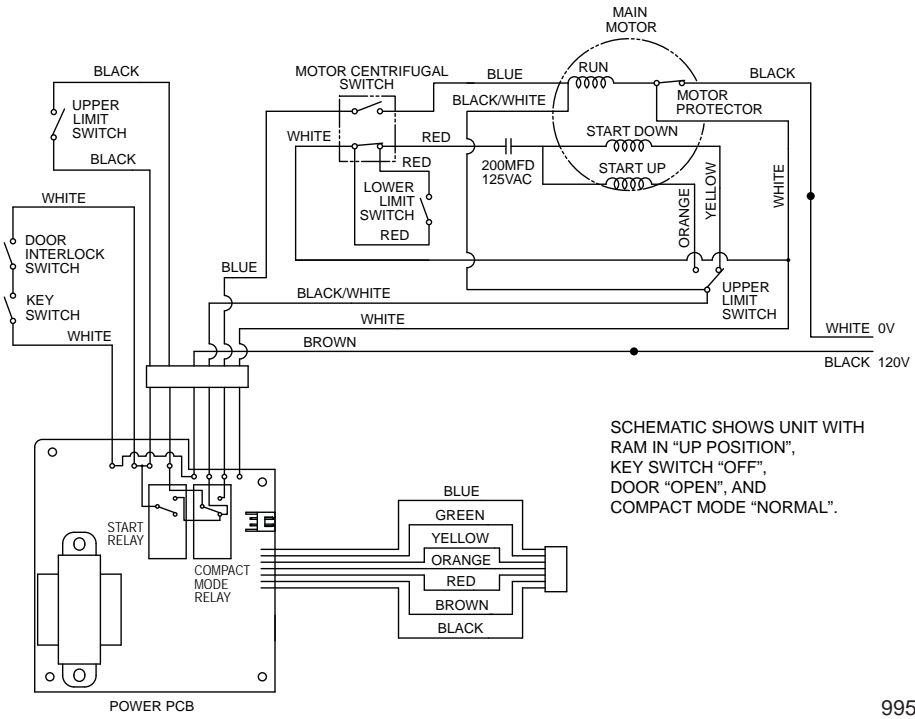 MAIN
MOTOR
BLACK
MOTOR CENTRIFUGAL
SWITCH
BLUE
RUN
BLACK
UPPER
LIMIT
SWITCH
BLACK/WHITE
MOTOR
PROTECTOR
WHITE
RED
START DOWN
BLACK
RED
200MFD
125VAC
START UP
WHITE
LOWER
LIMIT
SWITCH
ORANGE
YELLOW
WHITE
RED
DOOR
INTERLOCK
SWITCH
BLUE
KEY
SWITCH
BLACK/WHITE
UPPER
LIMIT
SWITCH
WHITE
WHITE
WHITE 0V
BROWN
BLACK 120V
SCHEMATIC SHOWS UNIT WITH
RAM IN “UP POSITION”,
KEY SWITCH “OFF”,
DOOR “OPEN”, AND
COMPACT MODE “NORMAL”.
START
RELAY
COMPACT
MODE
RELAY
BLUE
GREEN
YELLOW
ORANGE
RED
BROWN
BLACK
POWER PCB
995